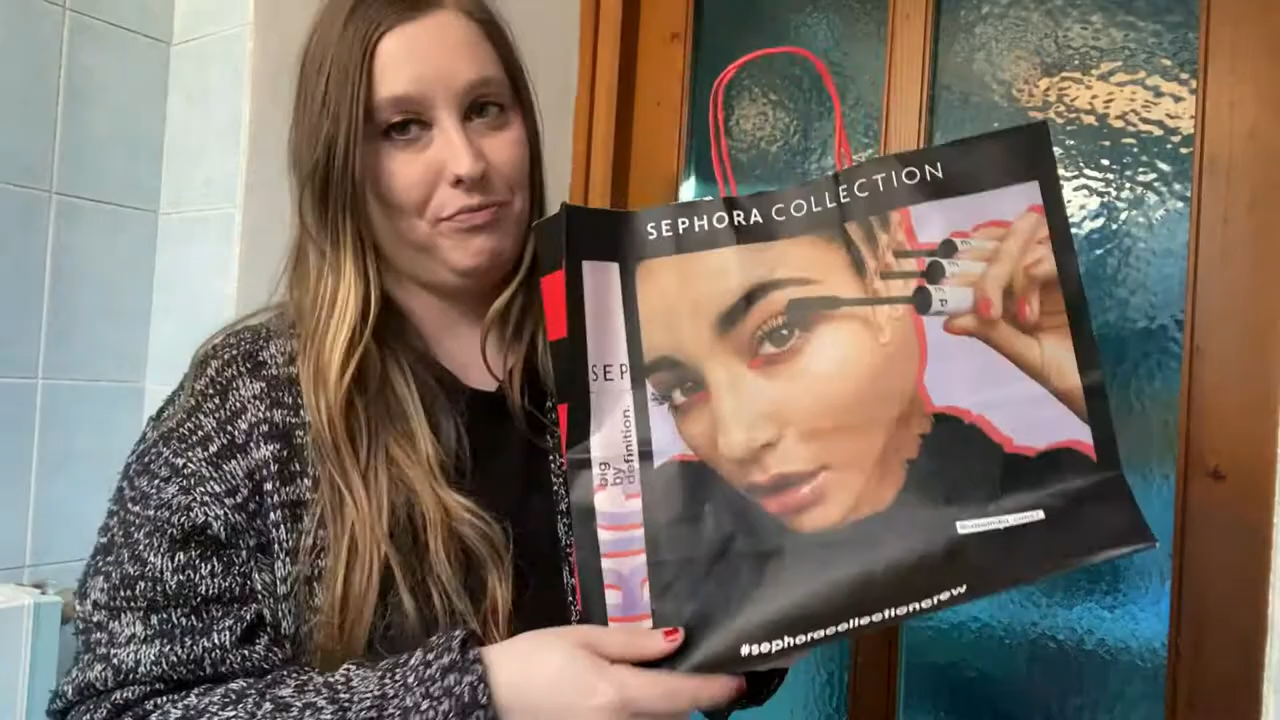 SEPHORA COLLECTION
SEP
big
by
definition.
#sephoracollectioncrew